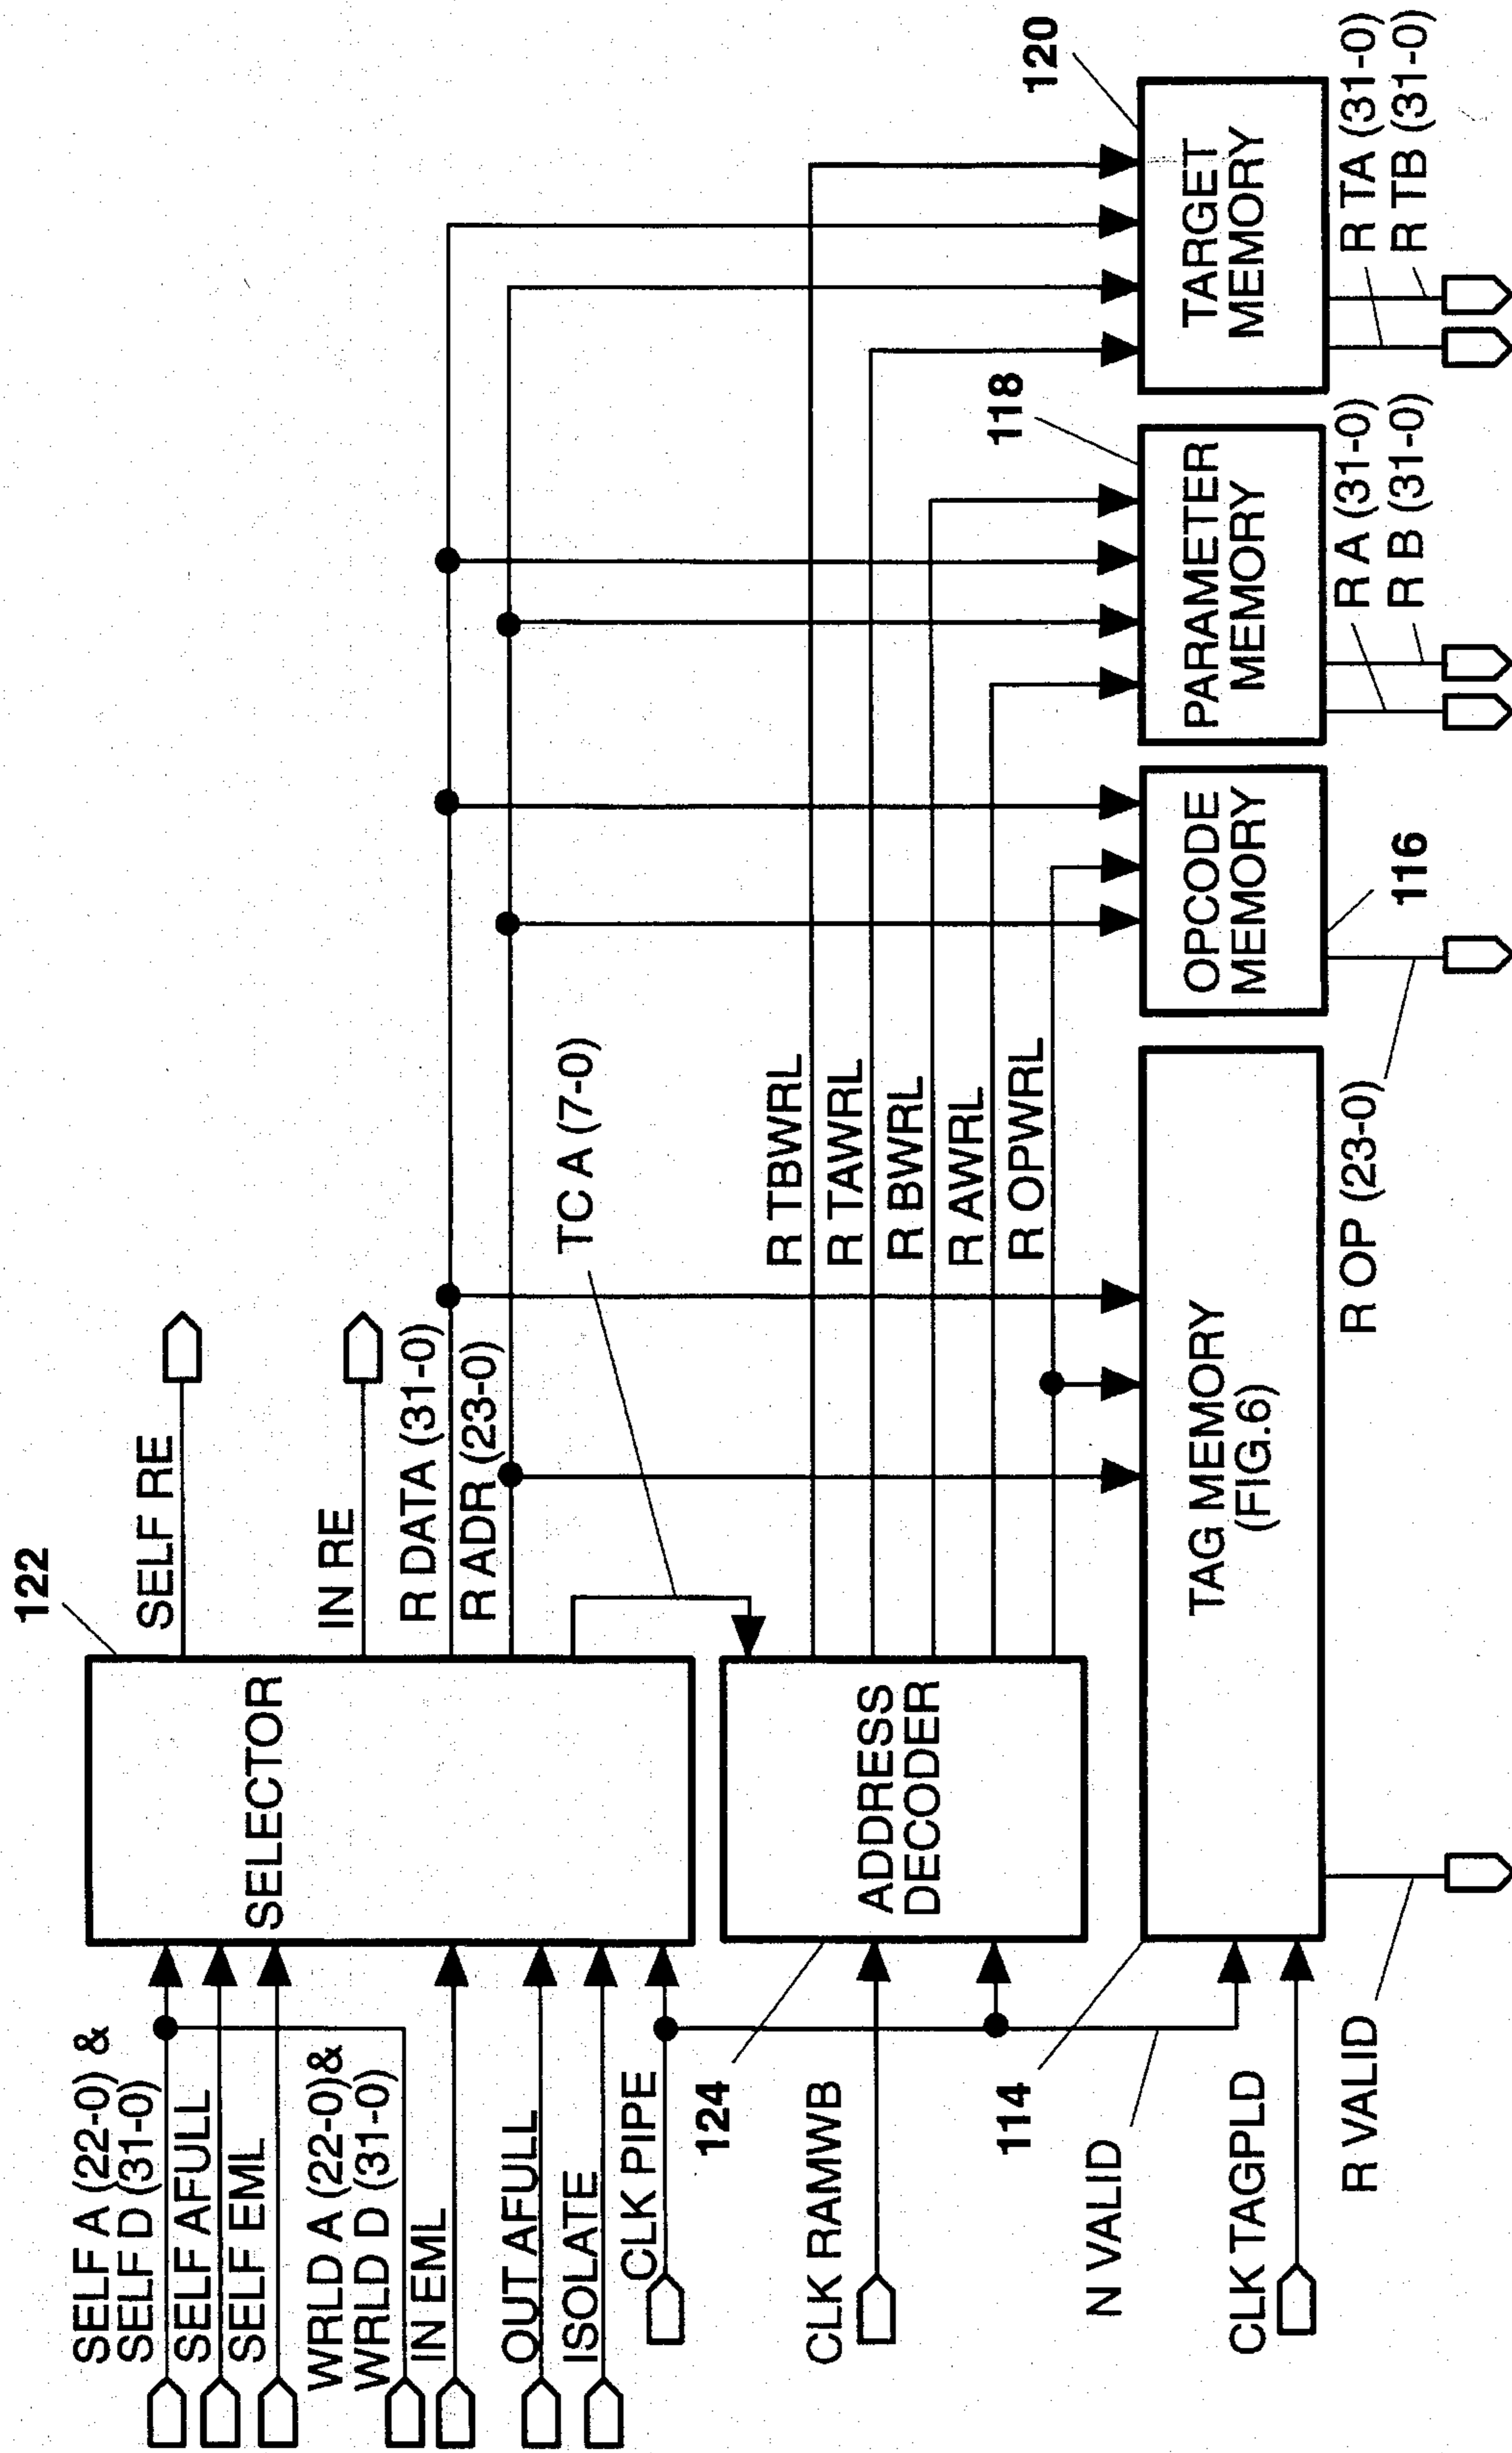 122
SELF RE
IN RE
R DATA (31-0)
R ADR (23-0)
TC A (7-0)
SELECTOR
SELF A (22-0) &
SELF D (31-0)
SELF AFULL
SELF EML
WRLD A (22-0)&
WRLD D (31-0)
IN EML
OUT AFULL
ISOLATE
CLK PIPE
124
ADDRESS
DECODER
CLK RAMWB
R TBWRL
R TAWRL
R BWRL
R AWRL
R OPWRL
114
N VALID
CLK TAGPLD
TAG MEMORY
(FIG.6)
R VALID
OPCODE
MEMORY
116
R OP (23-0)
118
PARAMETER
MEMORY
R A (31-0)
R B (31-0)
120
TARGET
MEMORY
R TA (31-0)
R TB (31-0)